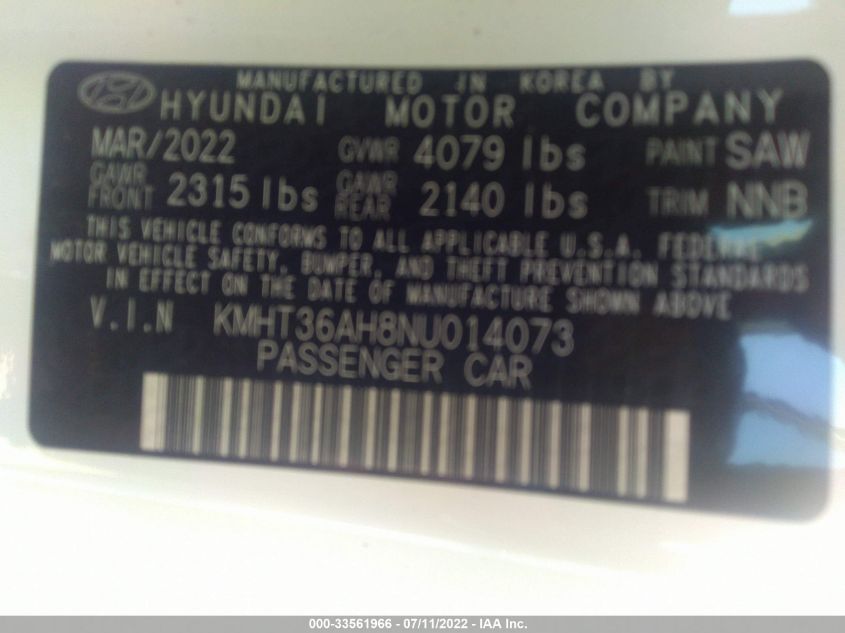 MANUFACTURED IN KOREA BY
HYUNDAI MOTOR COMPANY
MAR/2022 GVWR 4079 lbs PAINT SAW
GAWR FRONT 2315 lbs GAWR REAR 2140 lbs TRIM NNB
THIS VEHICLE CONFORMS TO ALL APPLICABLE U.S.A. FEDERAL
MOTOR VEHICLE SAFETY, BUMPER, AND THEFT PREVENTION STANDARDS
IN EFFECT ON THE DATE OF MANUFACTURE SHOWN ABOVE.
V.I.N KMHT36AH8NU014073
PASSENGER CAR
000-33561966 - 07/11/2022 - IAA Inc.